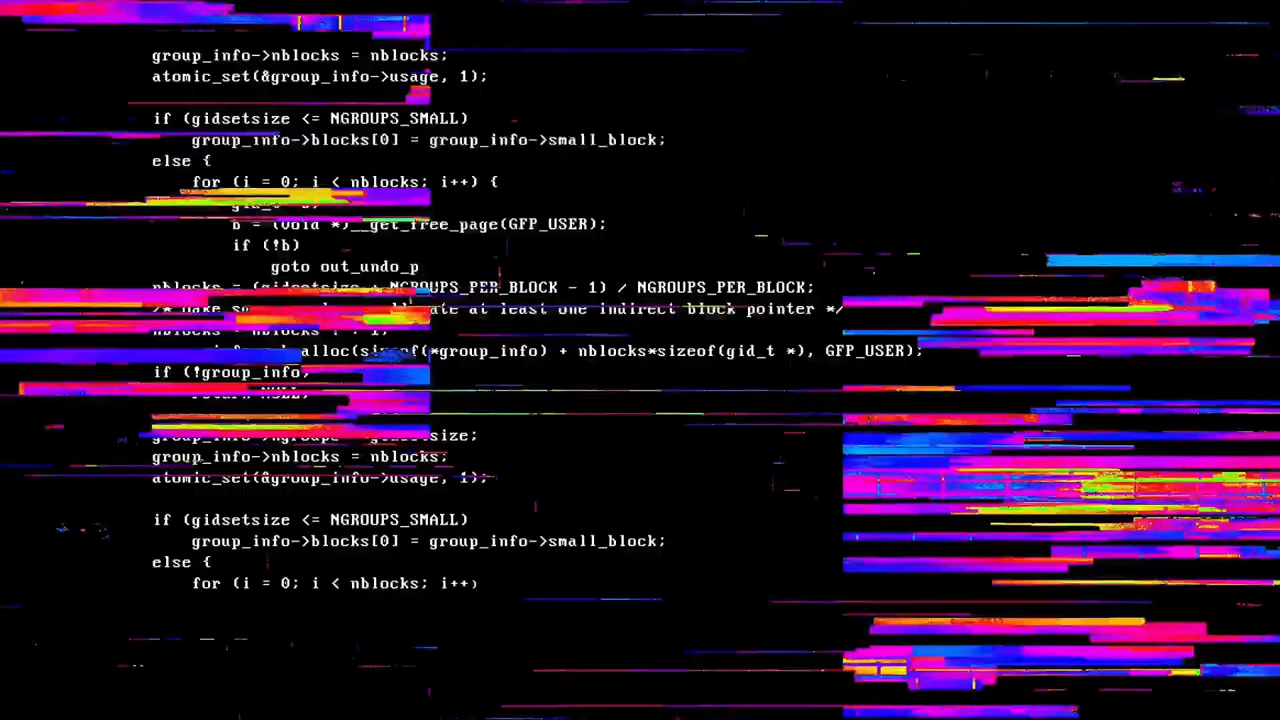 group_info->nblocks = nblocks;
atomic_set(&group_info->usage, 1);
if (gidsetsize <= NGROUPS_SMALL)
group_info->blocks[0] = group_info->small_block;
else {
for (i = 0; i < nblocks; i++) {
b = (void *)__get_free_page(GFP_USER);
if (!b)
goto out_undo_p
nblocks = (gidsetsize + NGROUPS_PER_BLOCK - 1) / NGROUPS_PER_BLOCK;
at least one indirect block pointer */
(sizeof(*group_info) + nblocks*sizeof(gid_t *), GFP_USER);
if (!group_info
group_info->nblocks = nblocks;
atomic_set(&group_info->usage, 1);
if (gidsetsize <= NGROUPS_SMALL)
group_info->blocks[0] = group_info->small_block;
else {
for (i = 0; i < nblocks; i++)